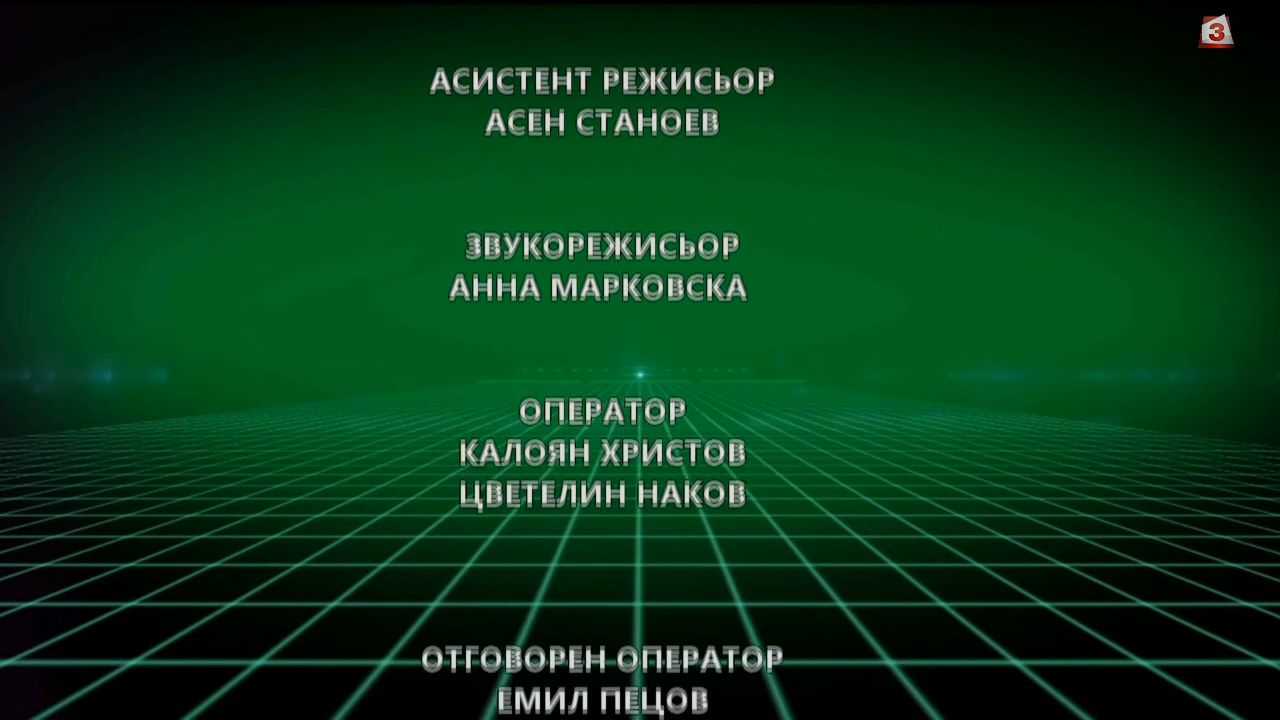 3
АСИСТЕНТ РЕЖИСЬОР
АСЕН СТАНОЕВ
ЗВУКОРЕЖИСЬОР
АННА МАРКОВСКА
ОПЕРАТОР
КАЛОЯН ХРИСТОВ
ЦВЕТЕЛИН НАКОВ
ОТГОВОРЕН ОПЕРАТОР
ЕМИЛ ПЕЦОВ